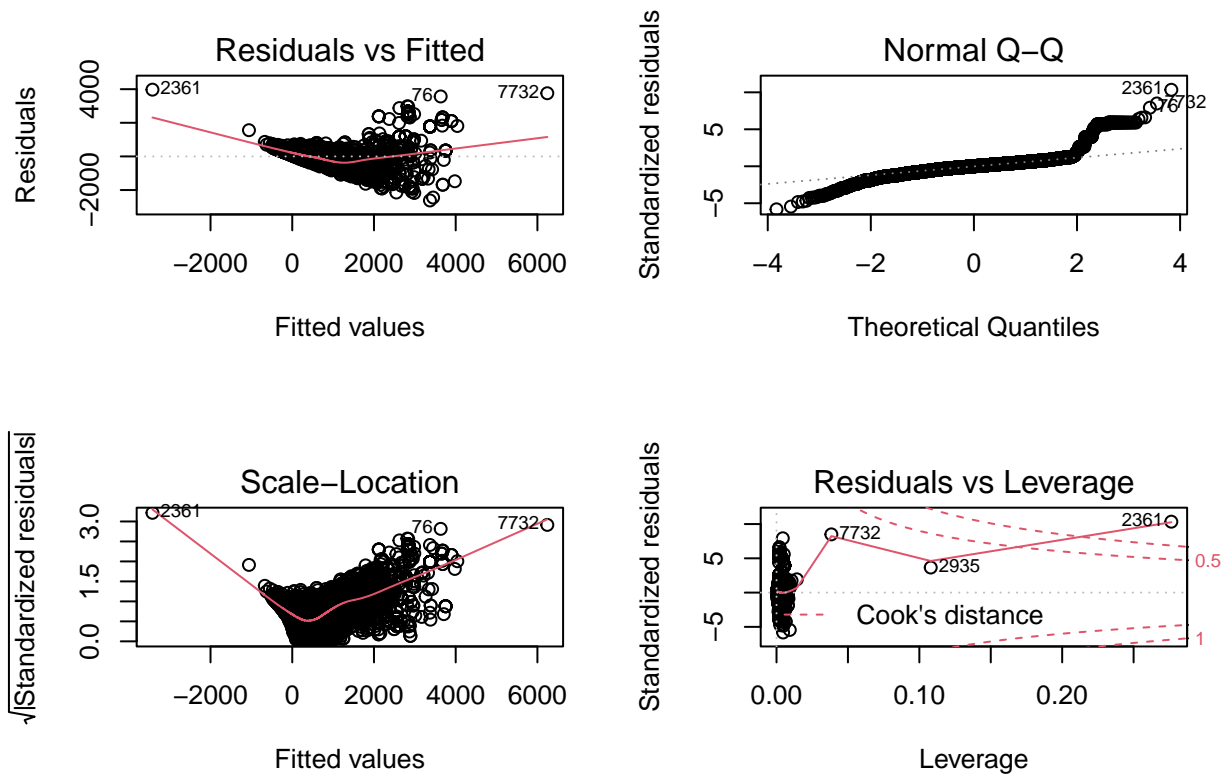 Residuals vs Fitted
Residuals
4000
−2000
2361
76
7732
−2000 0 2000 4000 6000
Fitted values
Normal Q−Q
Standardized residuals
5
−5
2361
7732
76
−4 −2 0 2 4
Theoretical Quantiles
Scale−Location
√|Standardized residuals|
3.0
1.5
0.0
2361
76
7732
−2000 0 2000 4000 6000
Fitted values
Residuals vs Leverage
Standardized residuals
5
0.5
−5
1
7732
2935
2361
Cook's distance
0.00 0.10 0.20
Leverage